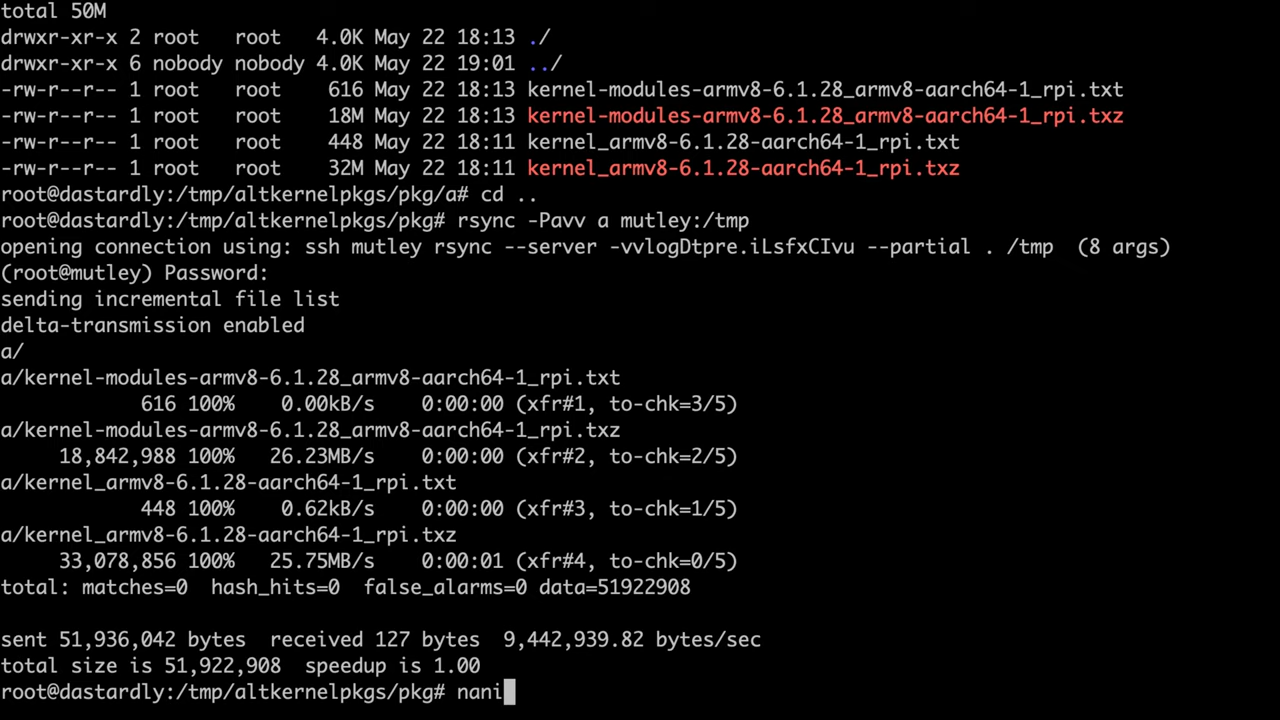 total 50M
drwxr-xr-x 2 root   root   4.0K May 22 18:13 ./
drwxr-xr-x 6 nobody nobody 4.0K May 22 19:01 ../
-rw-r--r-- 1 root   root    616 May 22 18:13 kernel-modules-armv8-6.1.28_armv8-aarch64-1_rpi.txt
-rw-r--r-- 1 root   root    18M May 22 18:13 kernel-modules-armv8-6.1.28_armv8-aarch64-1_rpi.txz
-rw-r--r-- 1 root   root    448 May 22 18:11 kernel_armv8-6.1.28-aarch64-1_rpi.txt
-rw-r--r-- 1 root   root    32M May 22 18:11 kernel_armv8-6.1.28-aarch64-1_rpi.txz
root@dastardly:/tmp/altkernelpkgs/pkg/a# cd ..
root@dastardly:/tmp/altkernelpkgs/pkg# rsync -Pavv a mutley:/tmp
opening connection using: ssh mutley rsync --server -vvlogDtpre.iLsfxCIvu --partial . /tmp  (8 args)
(root@mutley) Password:
sending incremental file list
delta-transmission enabled
a/
a/kernel-modules-armv8-6.1.28_armv8-aarch64-1_rpi.txt
            616 100%    0.00kB/s    0:00:00 (xfr#1, to-chk=3/5)
a/kernel-modules-armv8-6.1.28_armv8-aarch64-1_rpi.txz
     18,842,988 100%   26.23MB/s    0:00:00 (xfr#2, to-chk=2/5)
a/kernel_armv8-6.1.28-aarch64-1_rpi.txt
            448 100%    0.62kB/s    0:00:00 (xfr#3, to-chk=1/5)
a/kernel_armv8-6.1.28-aarch64-1_rpi.txz
     33,078,856 100%   25.75MB/s    0:00:01 (xfr#4, to-chk=0/5)
total: matches=0  hash_hits=0  false_alarms=0 data=51922908
sent 51,936,042 bytes  received 127 bytes  9,442,939.82 bytes/sec
total size is 51,922,908  speedup is 1.00
root@dastardly:/tmp/altkernelpkgs/pkg# nani